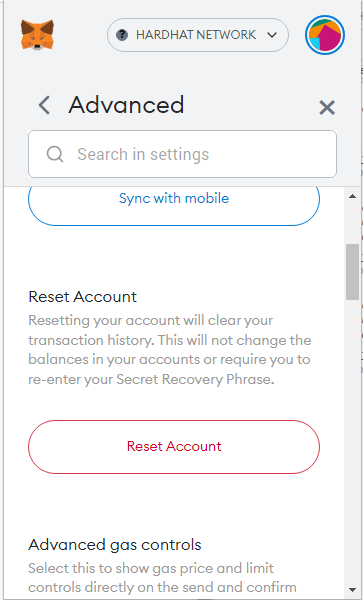 HARDHAT NETWORK
Advanced
Search in settings
Sync with mobile
Reset Account
Resetting your account will clear your
transaction history. This will not change the
balances in your accounts or require you to
re-enter your Secret Recovery Phrase.
Reset Account
Advanced gas controls
Select this to show gas price and limit
controls directly on the send and confirm